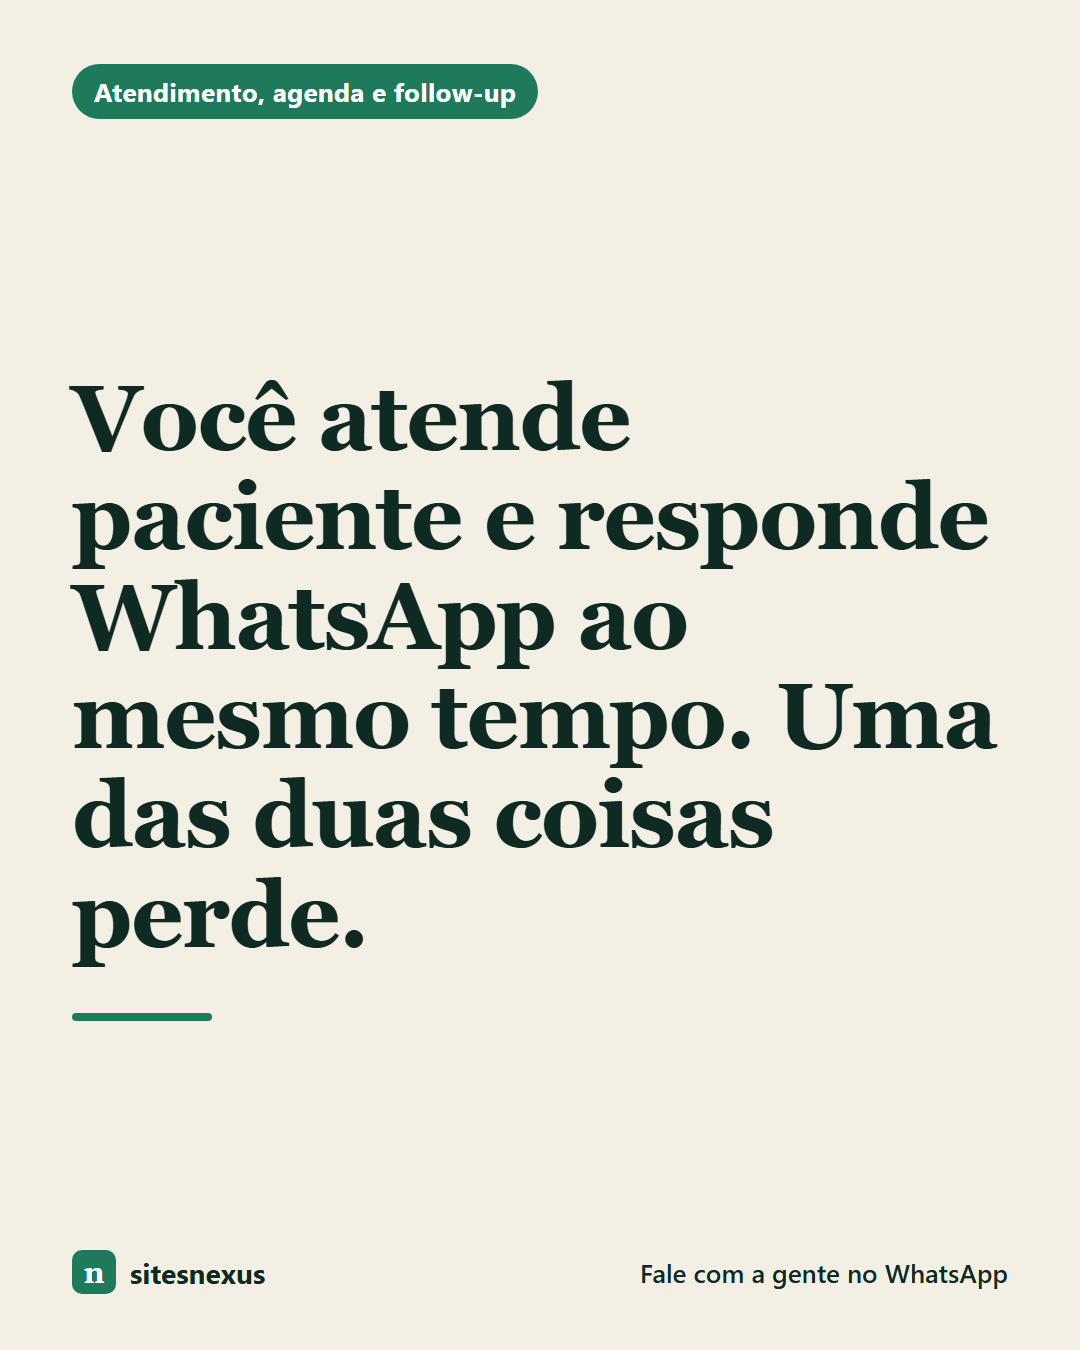 Atendimento, agenda e follow-up
Você atende
paciente e responde
WhatsApp ao
mesmo tempo. Uma
das duas coisas
perde.
n sitesnexus
Fale com a gente no WhatsApp